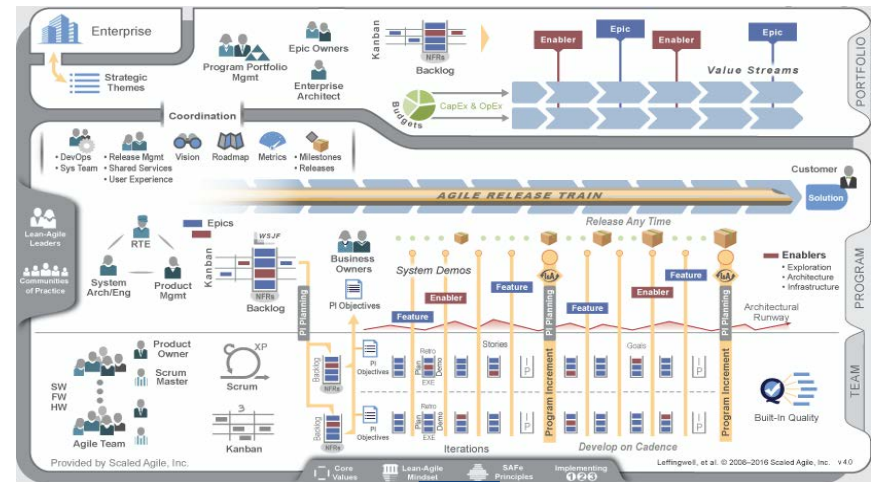 Enterprise
Strategic
Themes
Program Portfolio
Mgmt
Epic Owners
Enterprise
Architect
Kanban
NFRs
Backlog
Budgets
CapEx & OpEx
Enabler
Epic
Enabler
Epic
Value Streams
PORTFOLIO
Coordination
• DevOps
• Sys Team
• Release Mgmt
• Shared Services
• User Experience
Vision
Roadmap
Metrics
• Milestones
• Releases
Customer
AGILE RELEASE TRAIN
Solution
Release Any Time
Lean-Agile
Leaders
Communities
of Practice
RTE
System
Arch/Eng
Product
Mgmt
Epics
Kanban
WSJF
NFRs
Backlog
PI Planning
Business
Owners
PI Objectives
System Demos
Feature
Enabler
Feature
I&A
PI Planning
Feature
Enabler
Feature
I&A
PI Planning
Enablers
• Exploration
• Architecture
• Infrastructure
Architectural
Runway
PROGRAM
SW
FW
HW
Product
Owner
Scrum
Master
Agile Team
XP
Scrum
3
Kanban
Backlog
NFRs
PI
Objectives
Plan
Retro
EXE
Demo
Stories
I P
Program Increment
Goals
I P
Program Increment
Backlog
NFRs
PI
Objectives
Plan
Retro
EXE
Demo
I P
I P
Iterations
Develop on Cadence
Built-In Quality
TEAM
Provided by Scaled Agile, Inc.
Leffingwell, et al. © 2008–2016 Scaled Agile, Inc.
v4.0
Core
Values
Lean-Agile
Mindset
SAFe
Principles
Implementing
1 2 3